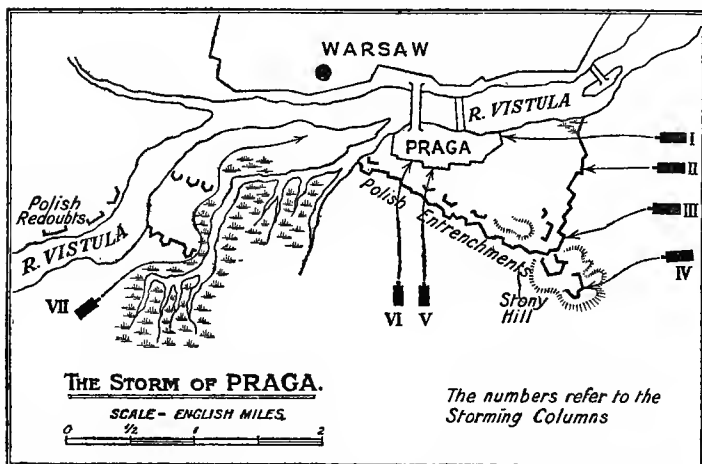 WARSAW
R. VISTULA
PRAGA
I
II
III
IV
Polish
Redoubts
R. VISTULA
Polish Entrenchments
Stony
Hill
VII
VI
V
THE STORM OF PRAGA.
SCALE – ENGLISH MILES.
0 ½ 1 2
The numbers refer to the
Storming Columns